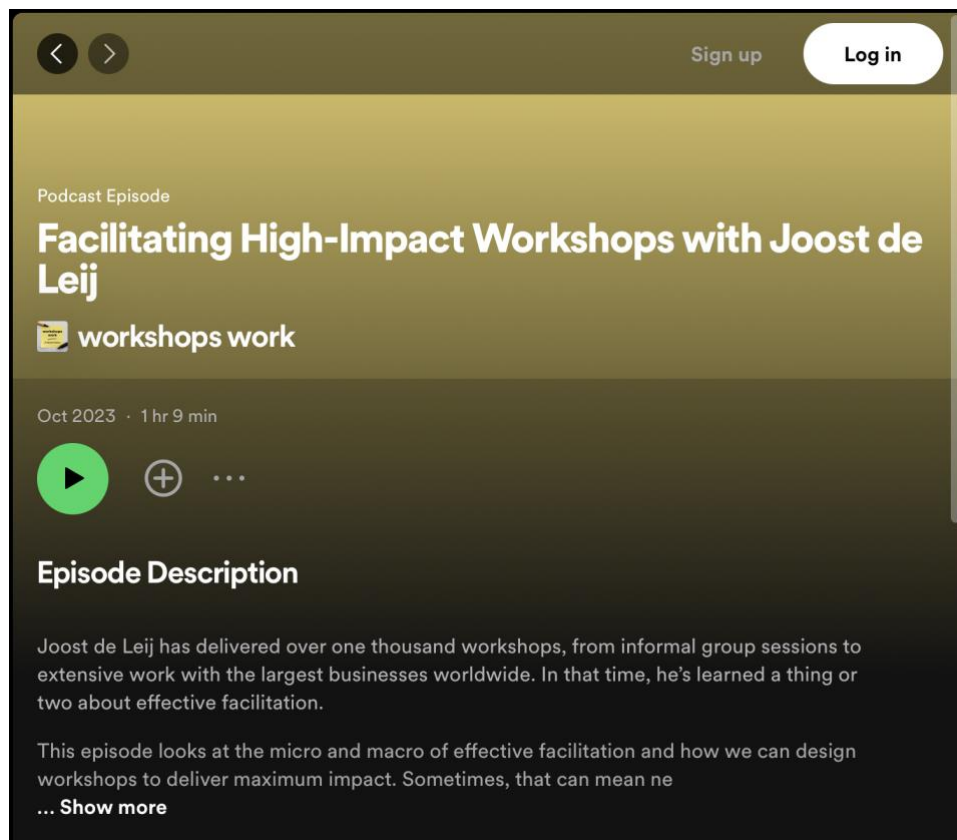 Sign up
Log in
Podcast Episode
Facilitating High-Impact Workshops with Joost de
Leij
workshops work
Oct 2023 · 1 hr 9 min
Episode Description
Joost de Leij has delivered over one thousand workshops, from informal group sessions to
extensive work with the largest businesses worldwide. In that time, he's learned a thing or
two about effective facilitation.
This episode looks at the micro and macro of effective facilitation and how we can design
workshops to deliver maximum impact. Sometimes, that can mean ne
... Show more